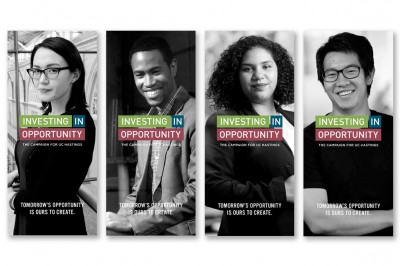 INVESTING IN
OPPORTUNITY
THE CAMPAIGN FOR UC HASTINGS
TOMORROW'S OPPORTUNITY
IS OURS TO CREATE.
INVESTING IN
OPPORTUNITY
THE CAMPAIGN FOR UC HASTINGS
TOMORROW'S OPPORTUNITY
IS OURS TO CREATE.
INVESTING IN
OPPORTUNITY
THE CAMPAIGN FOR UC HASTINGS
TOMORROW'S OPPORTUNITY
IS OURS TO CREATE.
INVESTING IN
OPPORTUNITY
THE CAMPAIGN FOR UC HASTINGS
TOMORROW'S OPPORTUNITY
IS OURS TO CREATE.